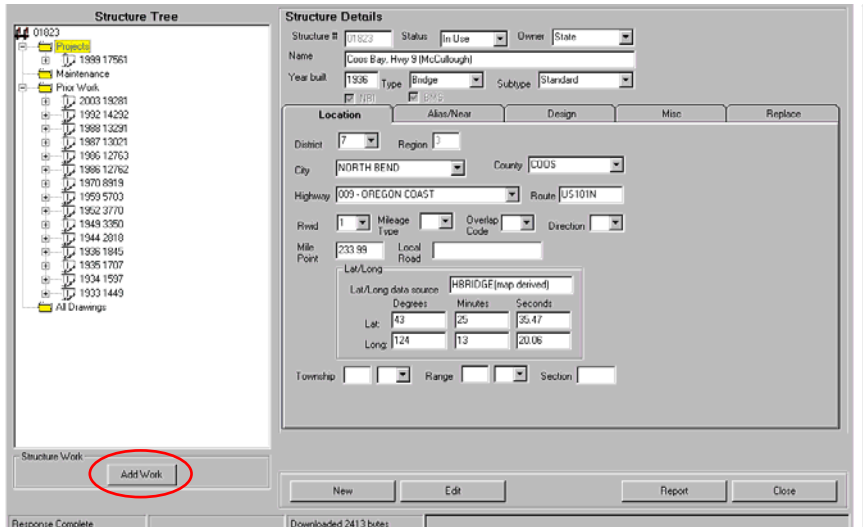 Structure Tree
01823
Projects
1999 17561
Maintenance
Prior Work
2003 19281
1992 14292
1988 13291
1987 13021
1986 12763
1986 12762
1970 8919
1959 5703
1952 3770
1949 3350
1944 2818
1936 1845
1935 1707
1934 1597
1933 1449
All Drawings
Structure Work
Add Work
Structure Details
Structure # 01823 Status In Use Owner State
Name Coos Bay, Hwy 9 (McCullough)
Year built 1936 Type Bridge Subtype Standard
NBI BMS
Location Alias/Near Design Misc Replace
District 7 Region 3
City NORTH BEND County COOS
Highway 009 - OREGON COAST Route US101N
Rwd 1 Mileage Type Overlap Code Direction
Mile Point 233.99 Local Road
Lat/Long
Lat/Long data source HBRIDGE(map derived)
Degrees Minutes Seconds
Lat: 43 25 35.47
Long: 124 13 20.06
Township Range Section
New Edit Report Close
Response Complete Downloaded 2413 bytes